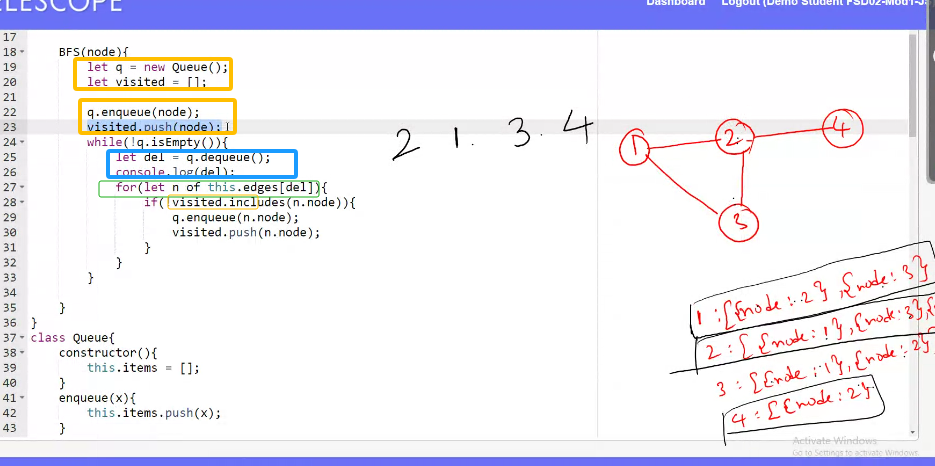 ELESCOPE
Dashboard Logout (Demo Student FSD02-Mod1-J
17
18 BFS(node){
19 let q = new Queue();
20 let visited = [];
21
22 q.enqueue(node);
23 visited.push(node);
24 while(!q.isEmpty()){
25 let del = q.dequeue();
26 console.log(del);
27 for(let n of this.edges[del]){
28 if(!visited.includes(n.node)){
29 q.enqueue(n.node);
30 visited.push(n.node);
31 }
32 }
33 }
34
35 }
36 }
37 class Queue{
38 constructor(){
39 this.items = [];
40 }
41 enqueue(x){
42 this.items.push(x);
43 }
2 1. 3. 4
1
2
4
3
1 :[{node : 2}, {node : 3}
2 : [ {node : 1}, {node : 3}, {
3 : [{node : 1}, {node : 2}
4 : [{node : 2}
Activate Windows
Go to Settings to activate Windows.